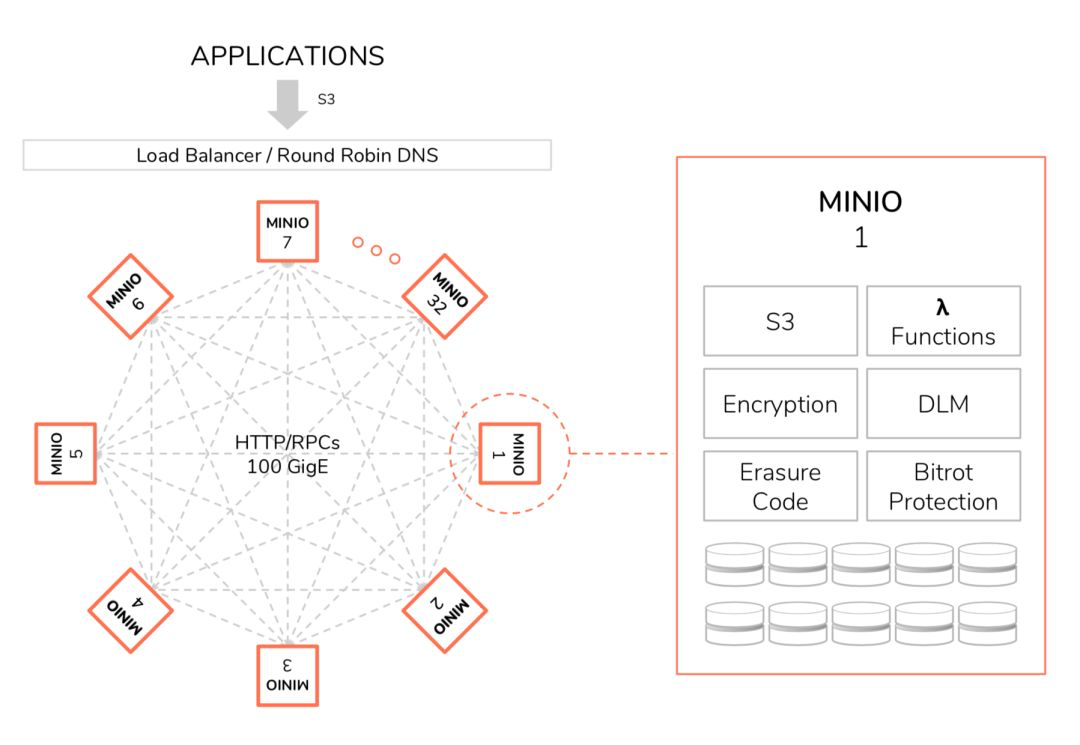 APPLICATIONS
S3
Load Balancer / Round Robin DNS
MINIO
7
MINIO
32
MINIO
6
MINIO
5
HTTP/RPCs
100 GigE
MINIO
1
MINIO
4
MINIO
2
MINIO
3
MINIO
1
S3
λ
Functions
Encryption
DLM
Erasure
Code
Bitrot
Protection